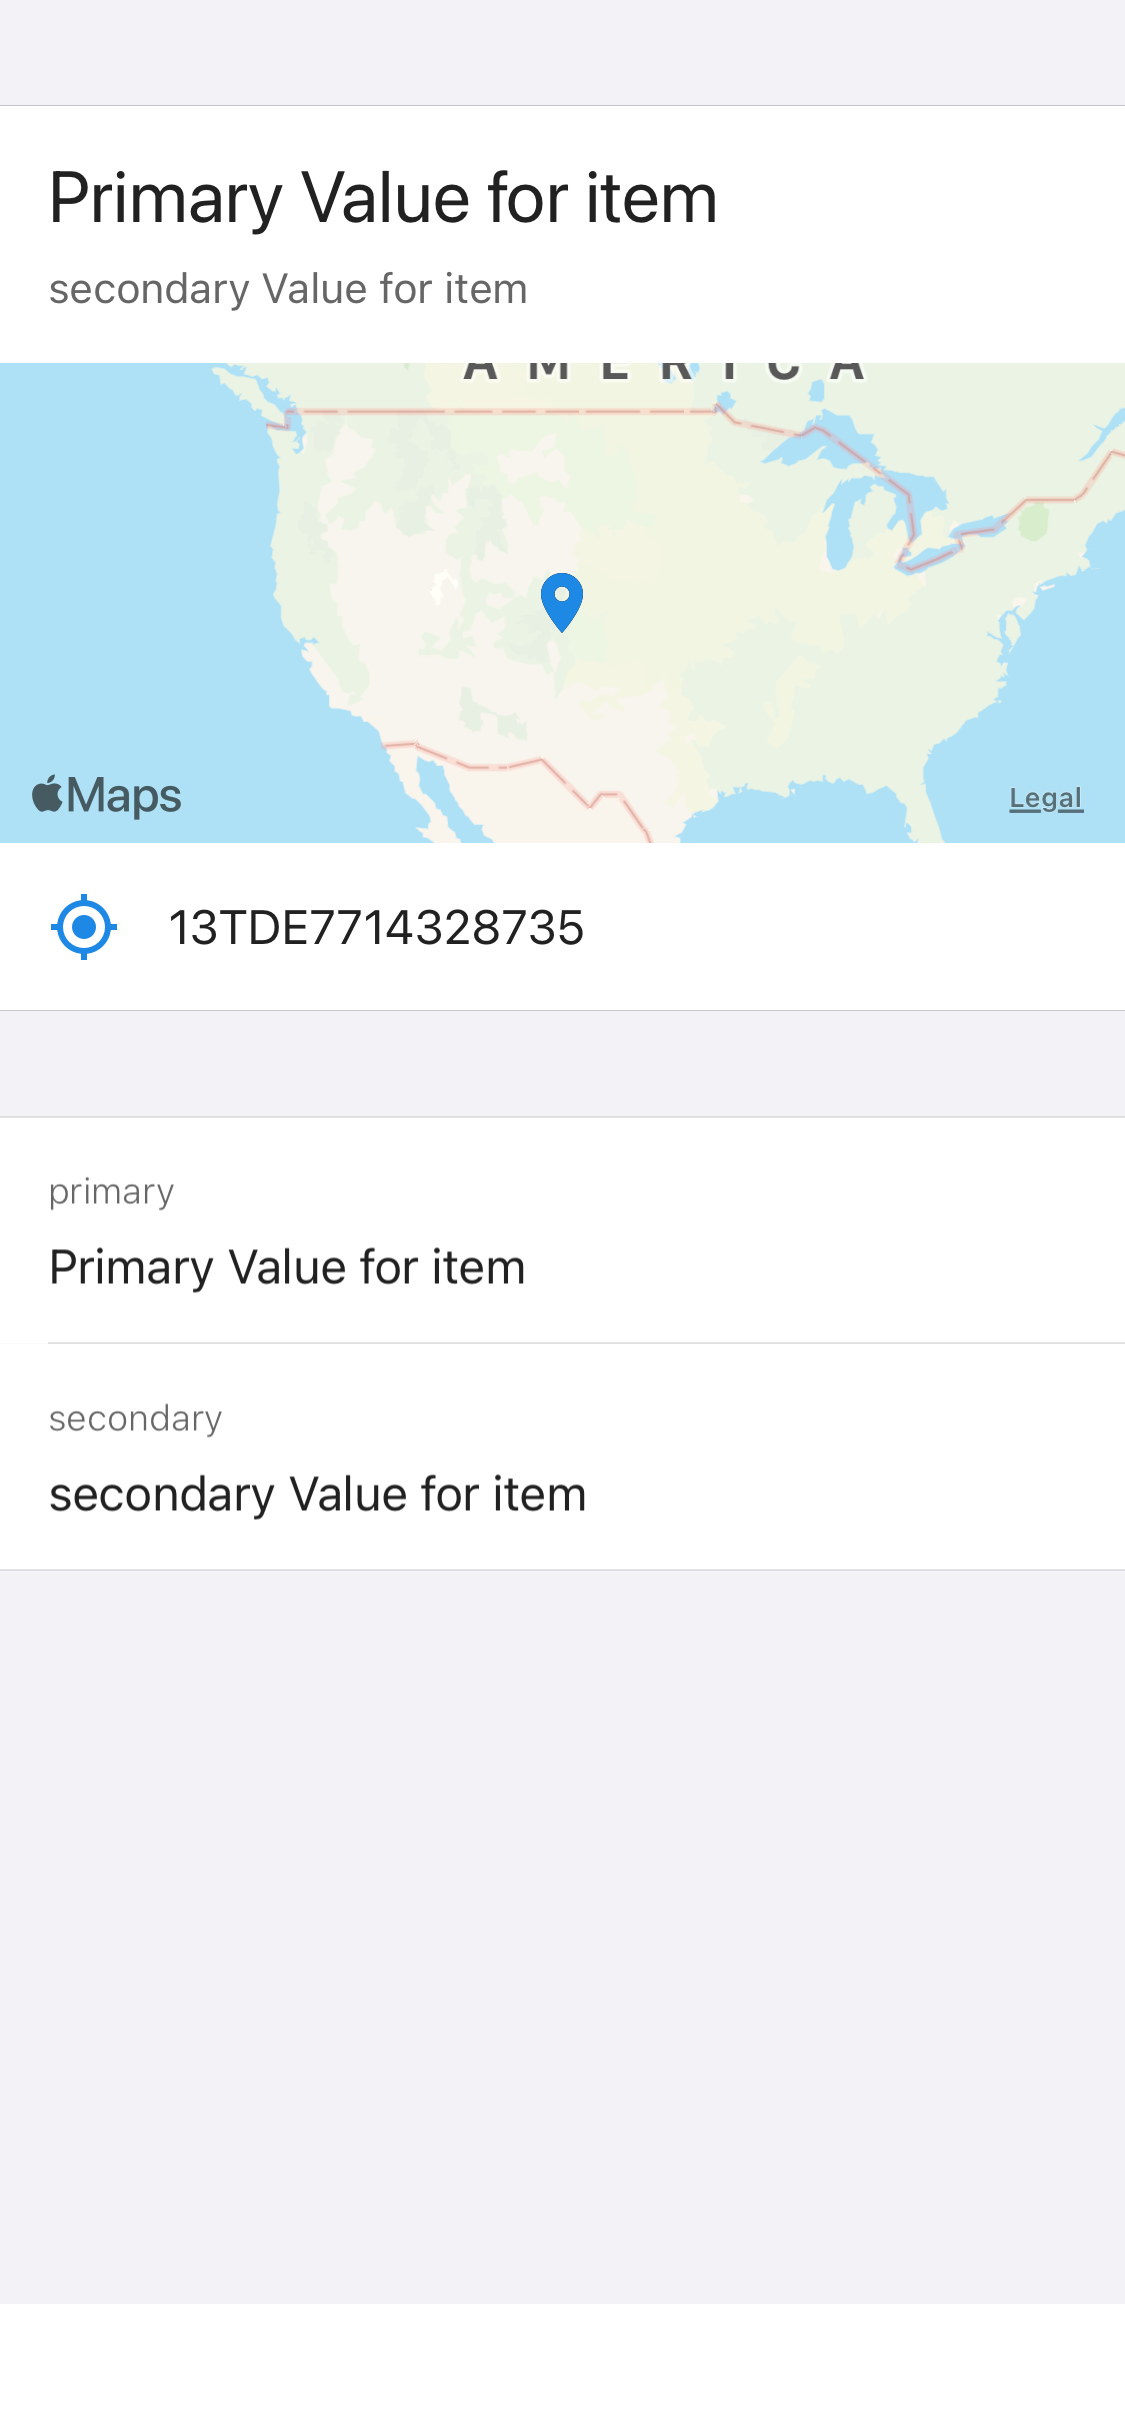 Primary Value for item
secondary Value for item
AMERICA
Maps
Legal
13TDE7714328735
primary
Primary Value for item
secondary
secondary Value for item